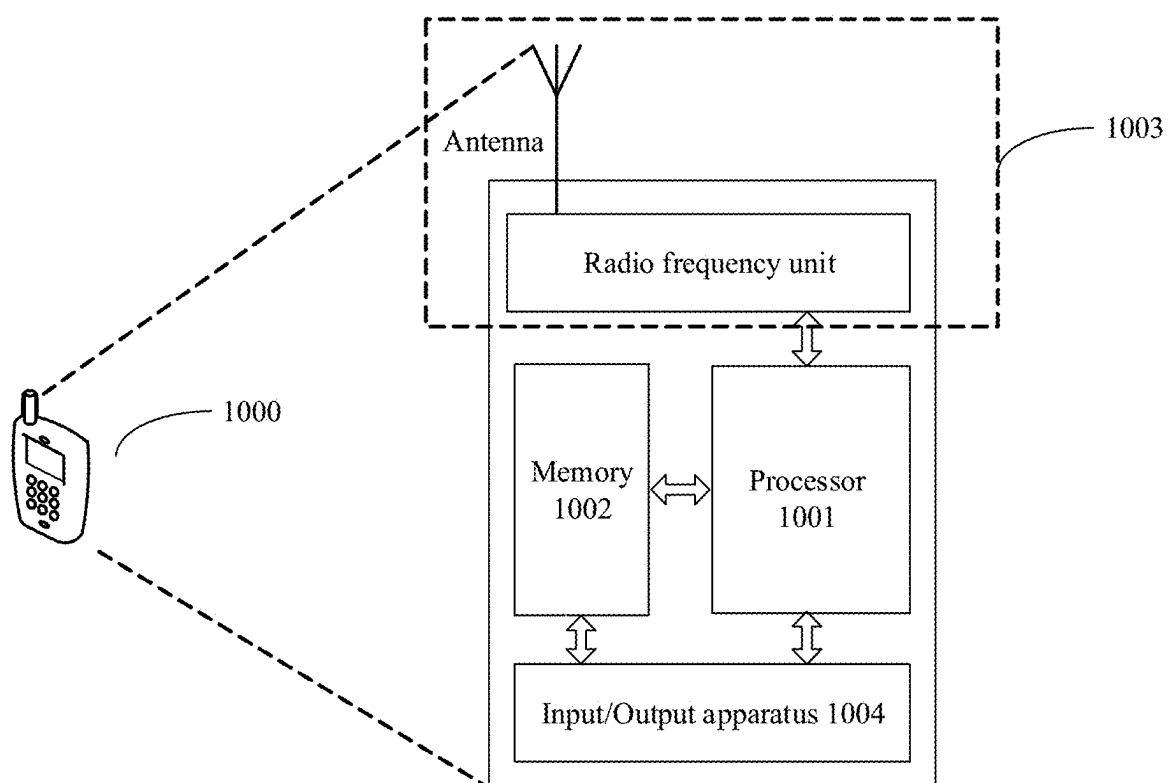 Antenna
1003
Radio frequency unit
1000
Memory
1002
Processor
1001
Input/Output apparatus 1004